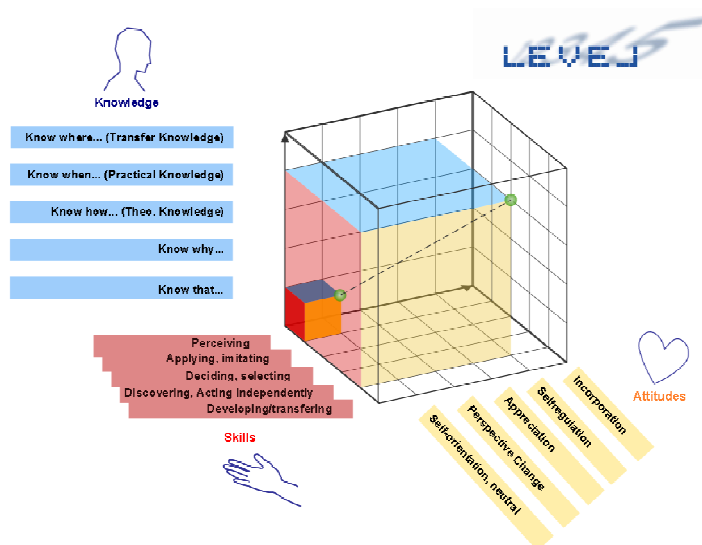 LEVEL
Knowledge
Know where... (Transfer Knowledge)
Know when... (Practical Knowledge)
Know how... (Theo. Knowledge)
Know why...
Know that...
Perceiving
Applying, imitating
Deciding, selecting
Discovering, Acting independently
Developing/transfering
Skills
Attitudes
Incorporation
Selfregulation
Appreciation
Perspective Change
Self-orientation, neutral